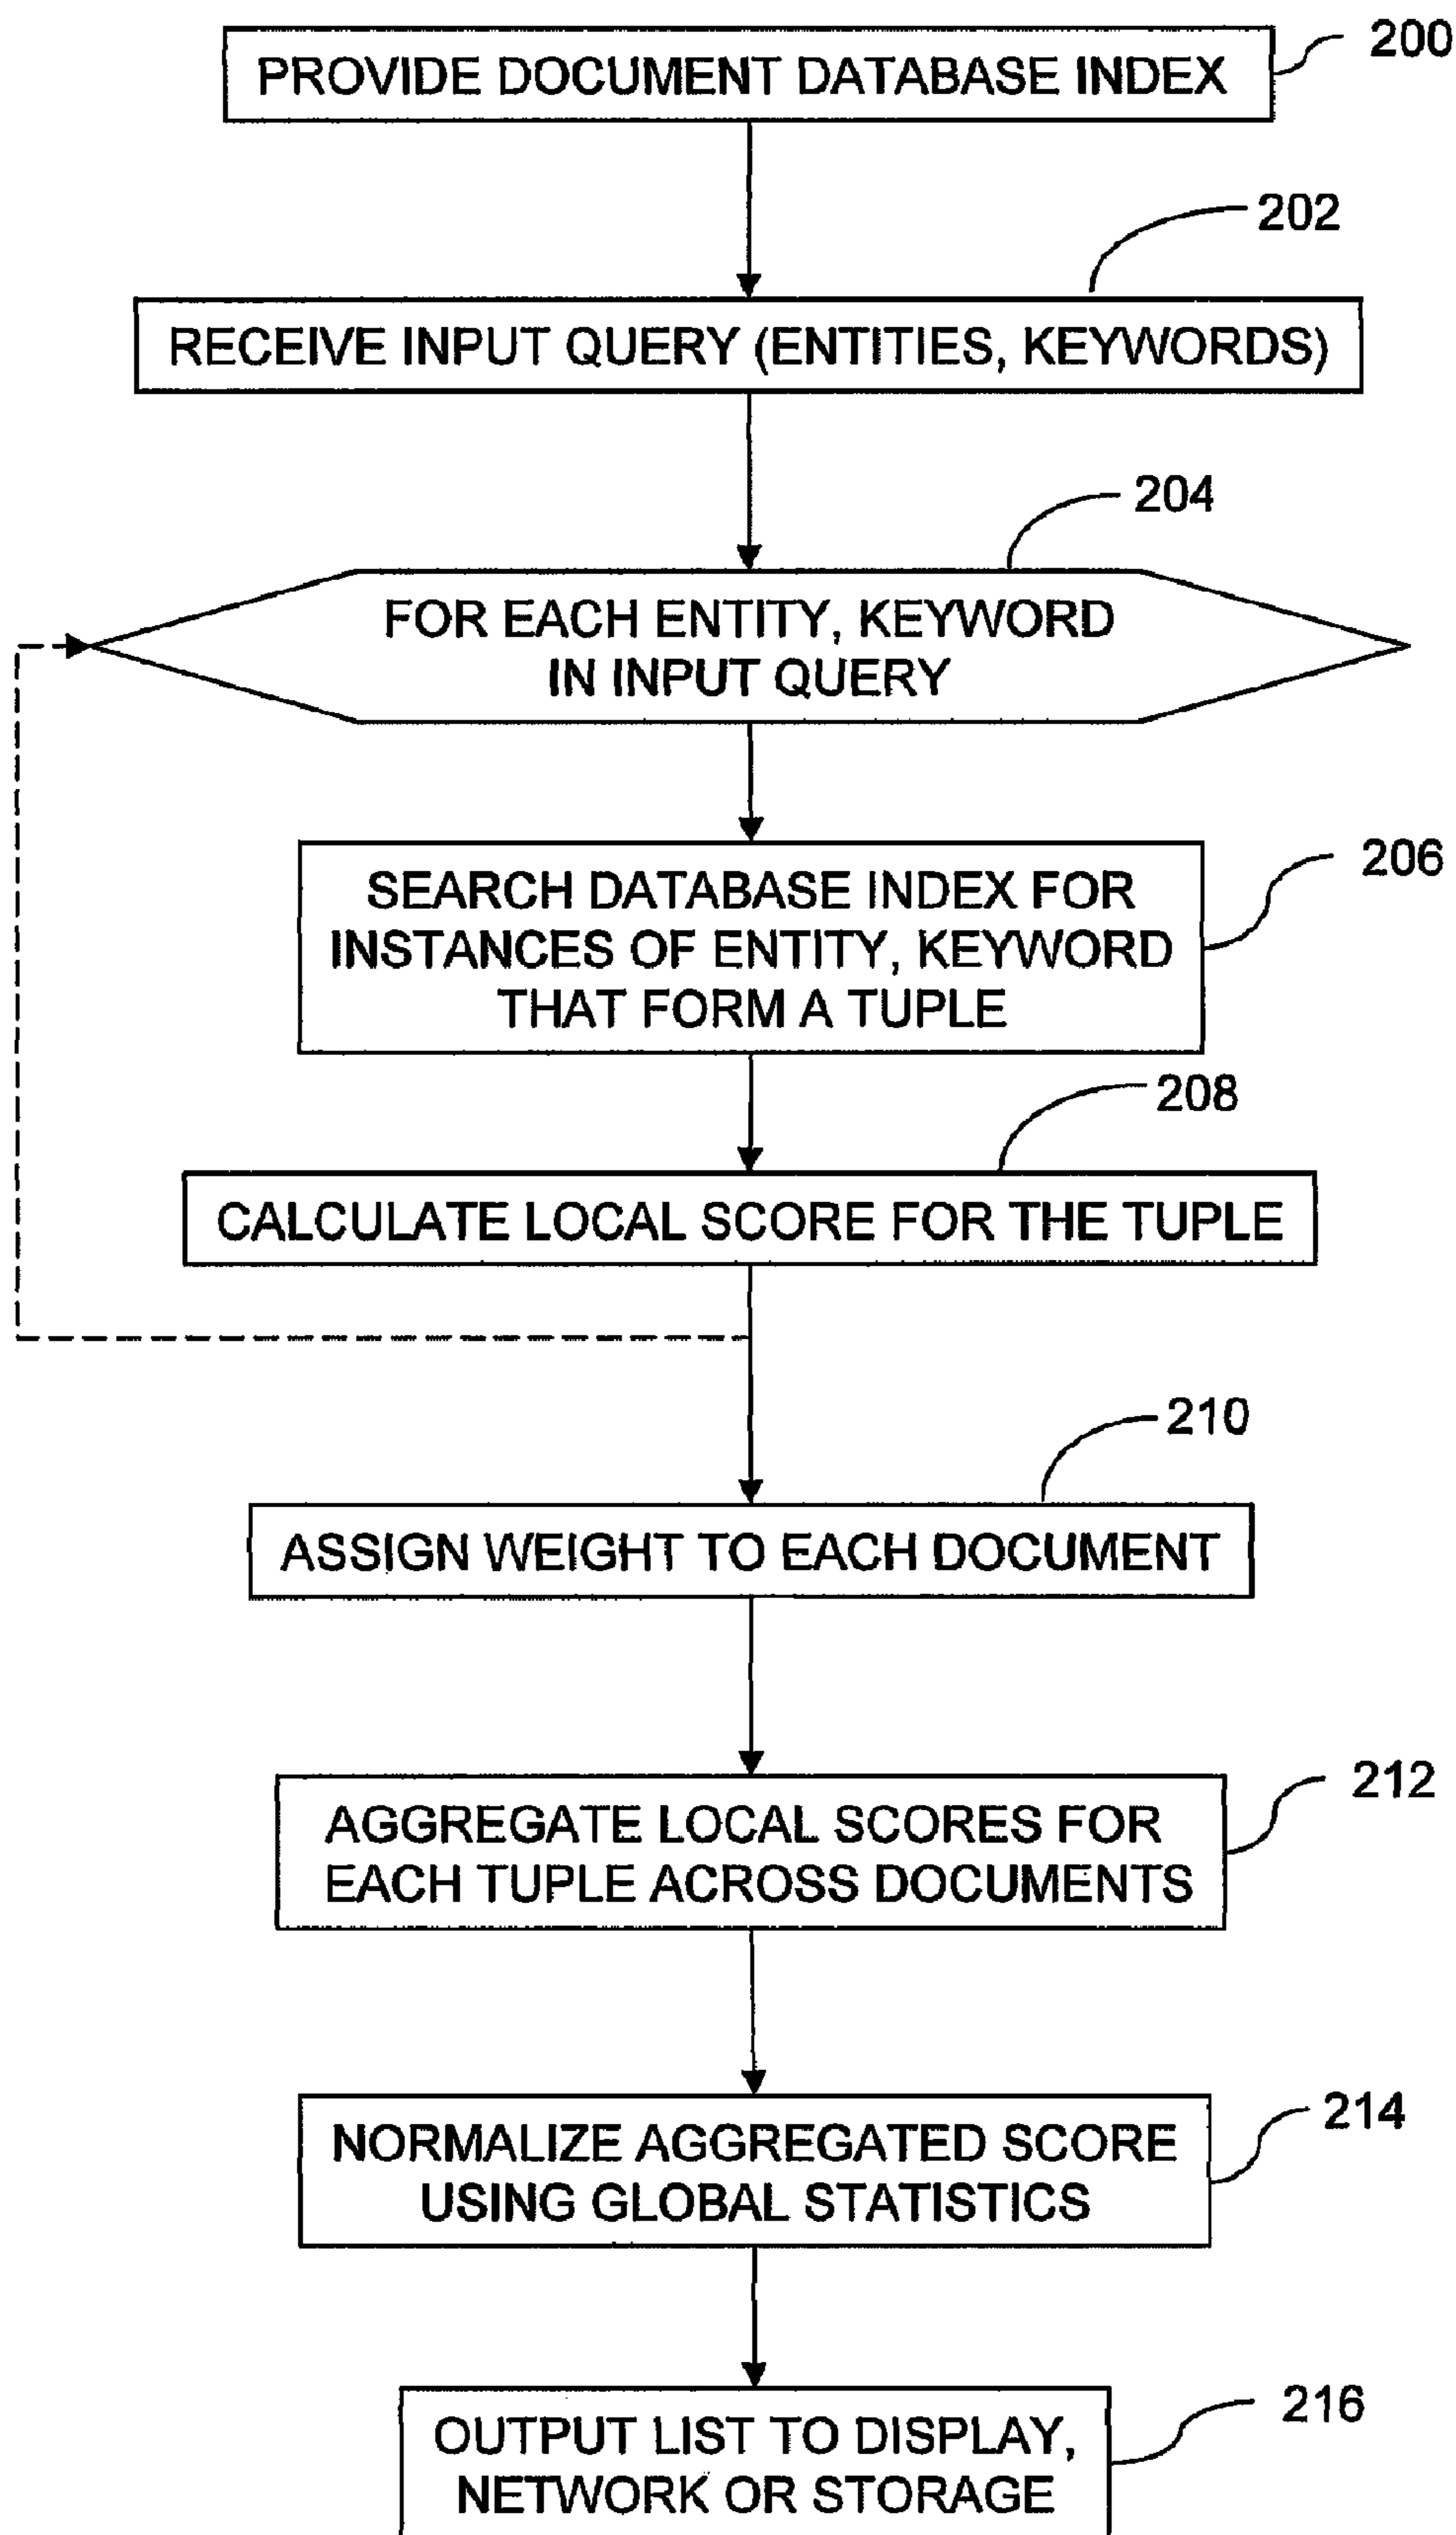 200
PROVIDE DOCUMENT DATABASE INDEX
202
RECEIVE INPUT QUERY (ENTITIES, KEYWORDS)
204
FOR EACH ENTITY, KEYWORD
IN INPUT QUERY
206
SEARCH DATABASE INDEX FOR
INSTANCES OF ENTITY, KEYWORD
THAT FORM A TUPLE
208
CALCULATE LOCAL SCORE FOR THE TUPLE
210
ASSIGN WEIGHT TO EACH DOCUMENT
212
AGGREGATE LOCAL SCORES FOR
EACH TUPLE ACROSS DOCUMENTS
214
NORMALIZE AGGREGATED SCORE
USING GLOBAL STATISTICS
216
OUTPUT LIST TO DISPLAY,
NETWORK OR STORAGE